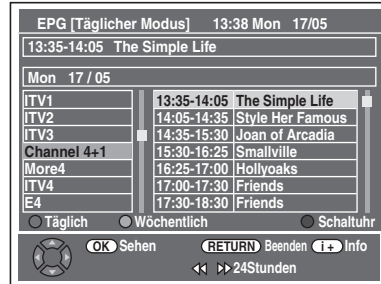 EPG [Täglicher Modus] 13:38 Mon 17/05
13:35-14:05 The Simple Life
Mon 17 / 05
ITV1 13:35-14:05 The Simple Life
ITV2 14:05-14:35 Style Her Famous
ITV3 14:35-15:30 Joan of Arcadia
Channel 4+1 15:30-16:25 Smallville
More4 16:25-17:00 Hollyoaks
ITV4 17:00-17:30 Friends
E4 17:30-18:30 Friends
Täglich Wöchentlich Schaltuhr
OK Sehen RETURN Beenden i+ Info
24Stunden